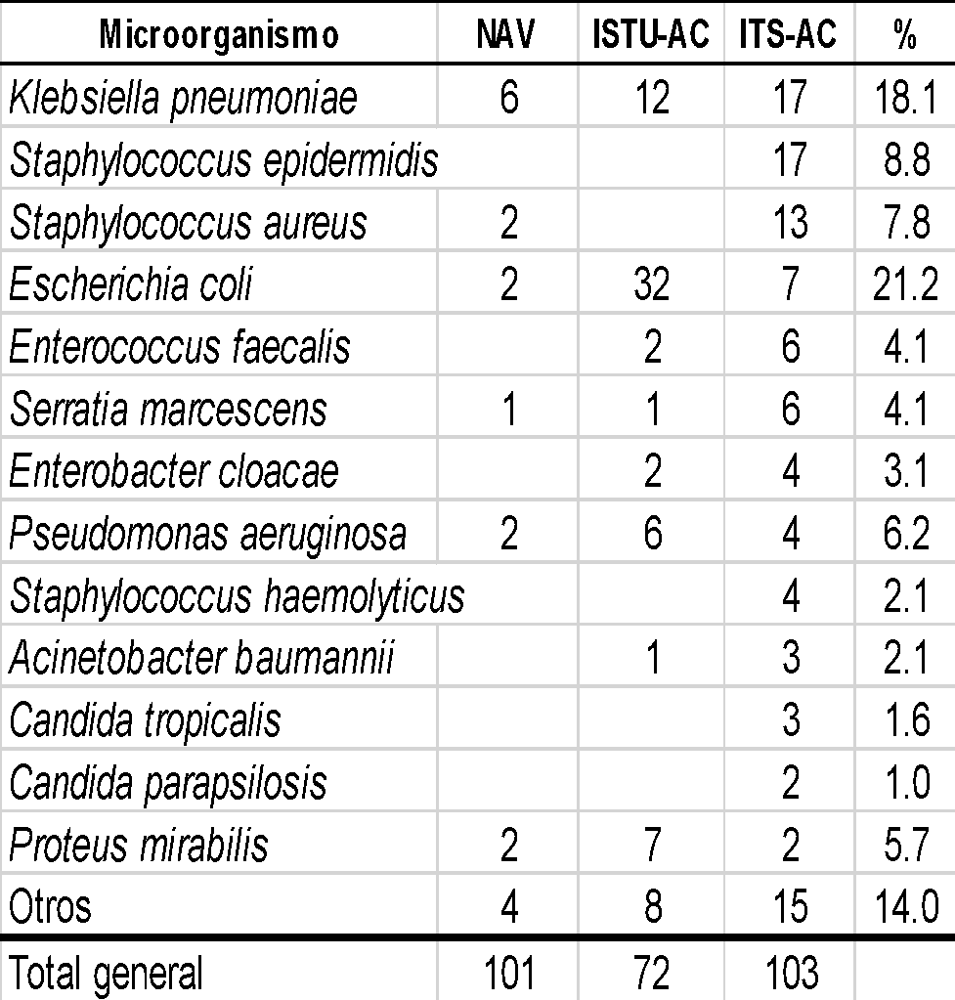 Microorganismo NAV ISTU-AC ITS-AC %
Klebsiella pneumoniae 6 12 17 18.1
Staphylococcus epidermidis 17 8.8
Staphylococcus aureus 2 13 7.8
Escherichia coli 2 32 7 21.2
Enterococcus faecalis 2 6 4.1
Serratia marcescens 1 1 6 4.1
Enterobacter cloacae 2 4 3.1
Pseudomonas aeruginosa 2 6 4 6.2
Staphylococcus haemolyticus 4 2.1
Acinetobacter baumannii 1 3 2.1
Candida tropicalis 3 1.6
Candida parapsilosis 2 1.0
Proteus mirabilis 2 7 2 5.7
Otros 4 8 15 14.0
Total general 101 72 103